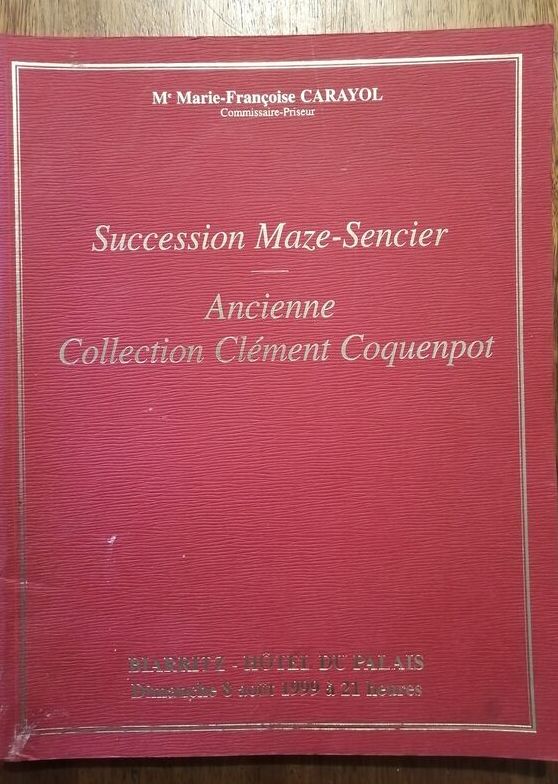 Me Marie-Françoise CARAYOL
Commissaire-Priseur
Succession Maze-Sencier
Ancienne
Collection Clément Coquenpot
BIARRITZ - HÔTEL DU PALAIS
Dimanche 8 août 1999 à 21 heures